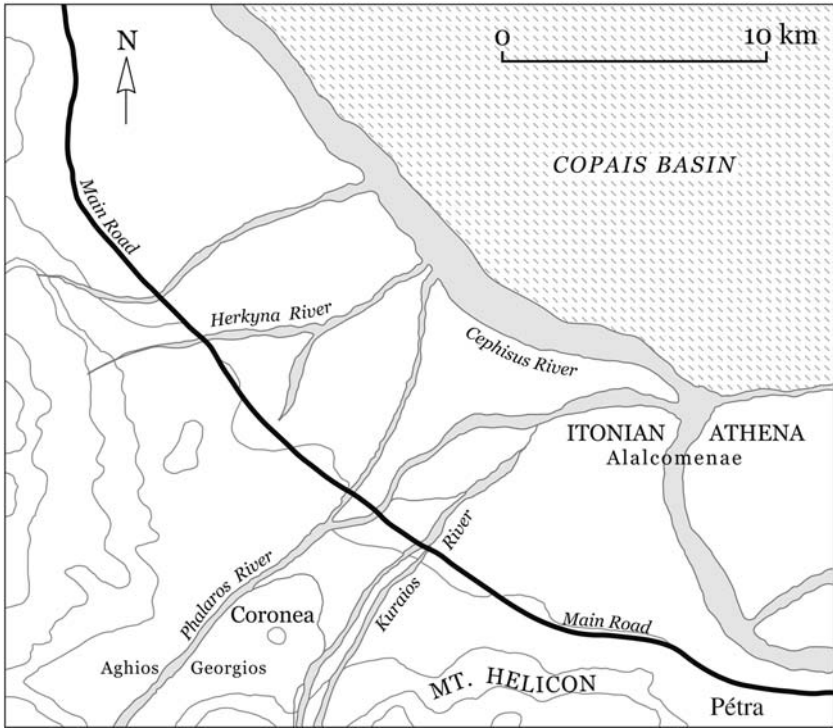 N
0 10 km
COPAIS BASIN
Main Road
Herkyna River
Cephisus River
ITONIAN ATHENA
Alalcomenae
Phalaros River
Kuraios River
Coronea
Main Road
Aghios Georgios
MT. HELICON
Pétra